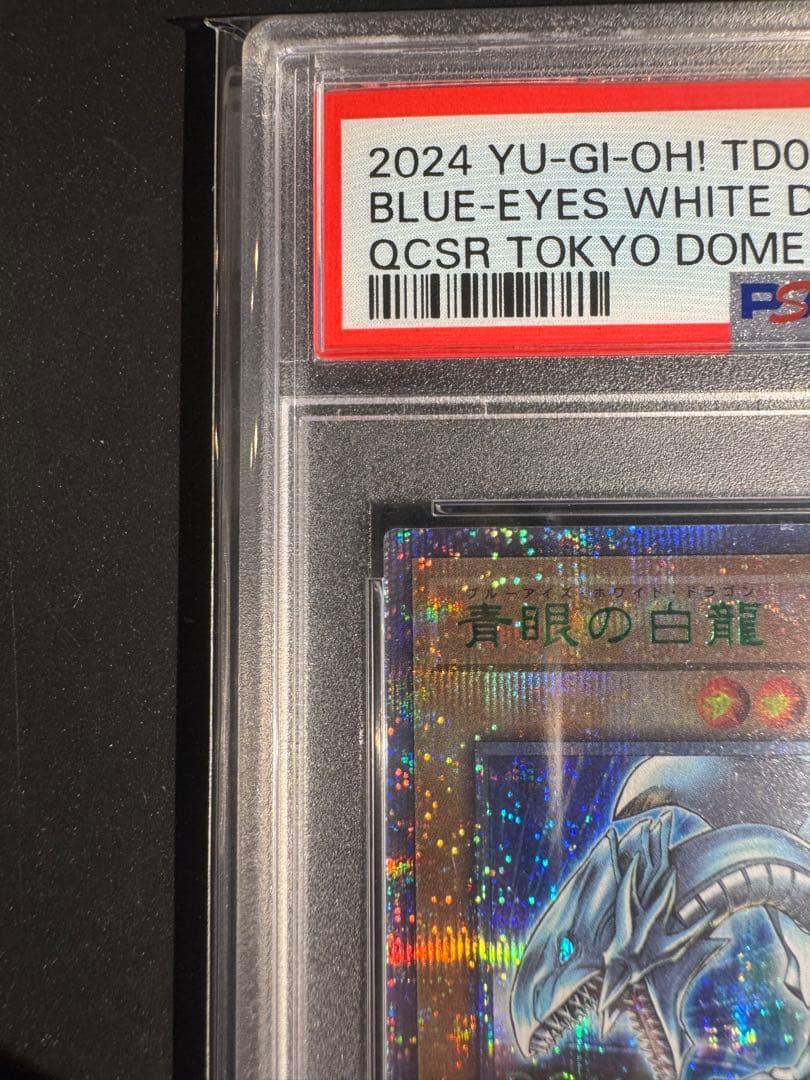 2024 YU-GI-OH! TD0
BLUE-EYES WHITE D
QCSR TOKYO DOME
PS
ブルーアイズ・ホワイト・ドラゴン
青眼の白龍